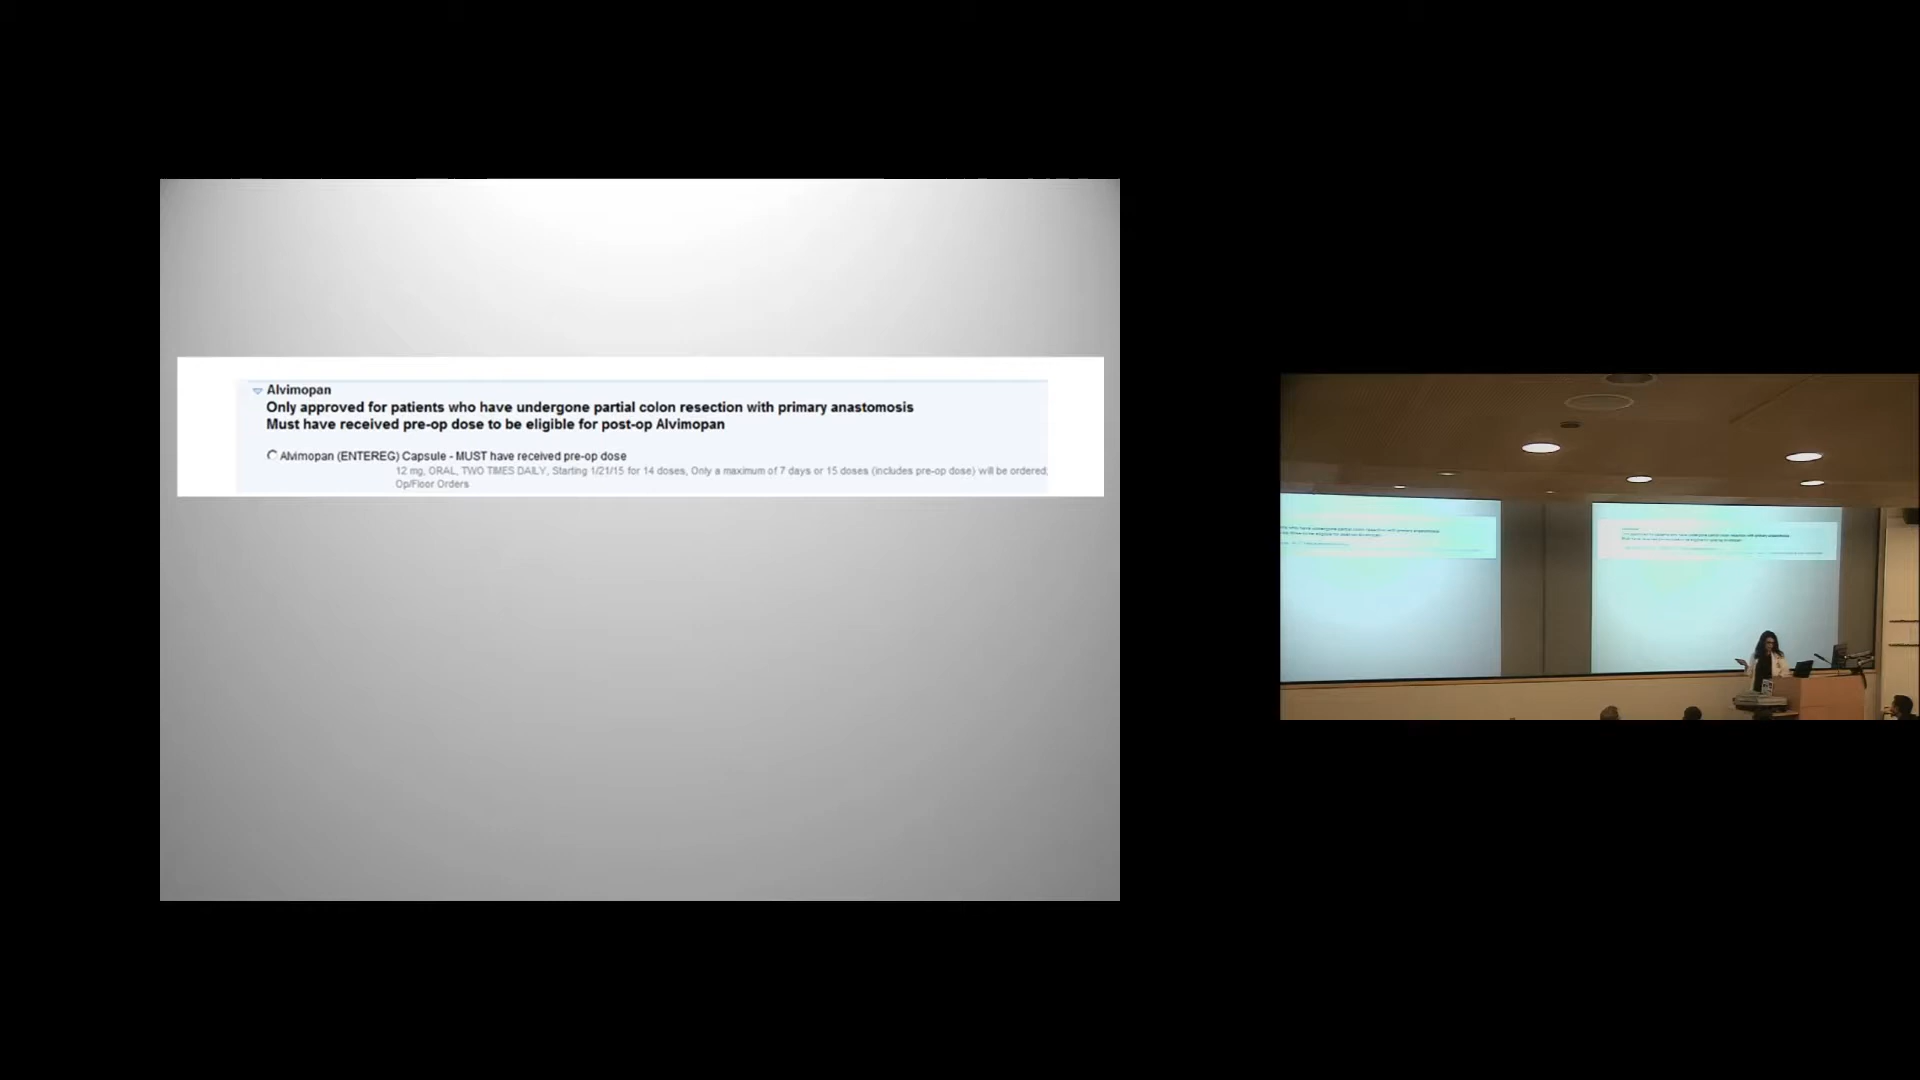 Alvimopan
Only approved for patients who have undergone partial colon resection with primary anastomosis
Must have received pre-op dose to be eligible for post-op Alvimopan
Alvimopan (ENTEREG) Capsule - MUST have received pre-op dose
12 mg, ORAL, TWO TIMES DAILY, Starting 1/21/15 for 14 doses, Only a maximum of 7 days or 15 doses (includes pre-op dose) will be ordered,
Op/Floor Orders